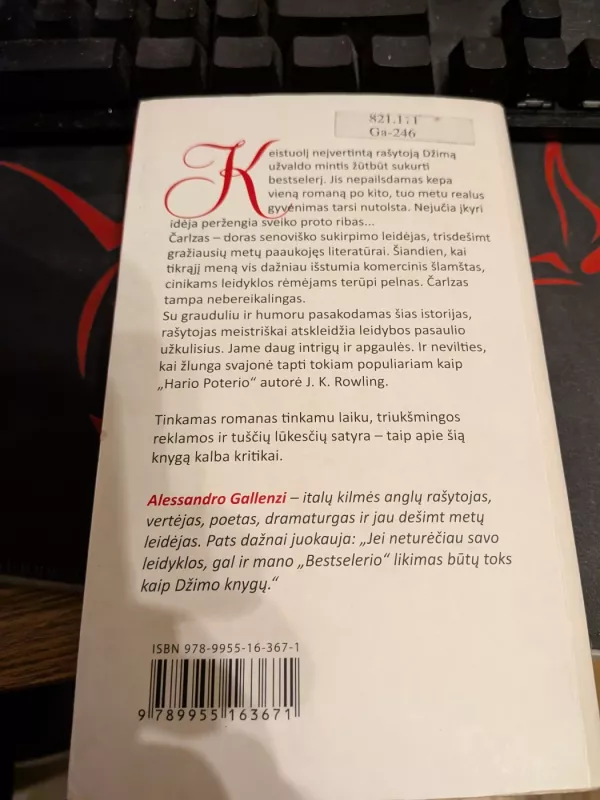 821.111
Ga-246
Keistuolį neįvertintą rašytoją Džimą
užvaldo mintis žūtbūt sukurti
bestselerį. Jis nepailsdamas kepa
vieną romaną po kito, tuo metu realus
gyvenimas tarsi nutolsta. Nejučia įkyri
idėja peržengia sveiko proto ribas...
Čarlzas – doras senoviško sukirpimo leidėjas, trisdešimt
gražiausių metų paaukojęs literatūrai. Šiandien, kai
tikrąjį meną vis dažniau išstumia komercinis šlamštas,
cinikams leidyklos rėmėjams terūpi pelnas. Čarlzas
tampa nebereikalingas.
Su grauduliu ir humoru pasakodamas šias istorijas,
rašytojas meistriškai atskleidžia leidybos pasaulio
užkulisius. Jame daug intrigų ir apgaulės. Ir nevilties,
kai žlunga svajonė tapti tokiam populiariam kaip
„Hario Poterio“ autorė J. K. Rowling.
Tinkamas romanas tinkamu laiku, triukšmingos
reklamos ir tuščių lūkesčių satyra – taip apie šią
knygą kalba kritikai.
Alessandro Gallenzi – italų kilmės anglų rašytojas,
vertėjas, poetas, dramaturgas ir jau dešimt metų
leidėjas. Pats dažnai juokauja: „Jei neturėčiau savo
leidyklos, gal ir mano „Bestselerio“ likimas būtų toks
kaip Džimo knygų.“
ISBN 978-9955-16-367-1
9 789955 163671